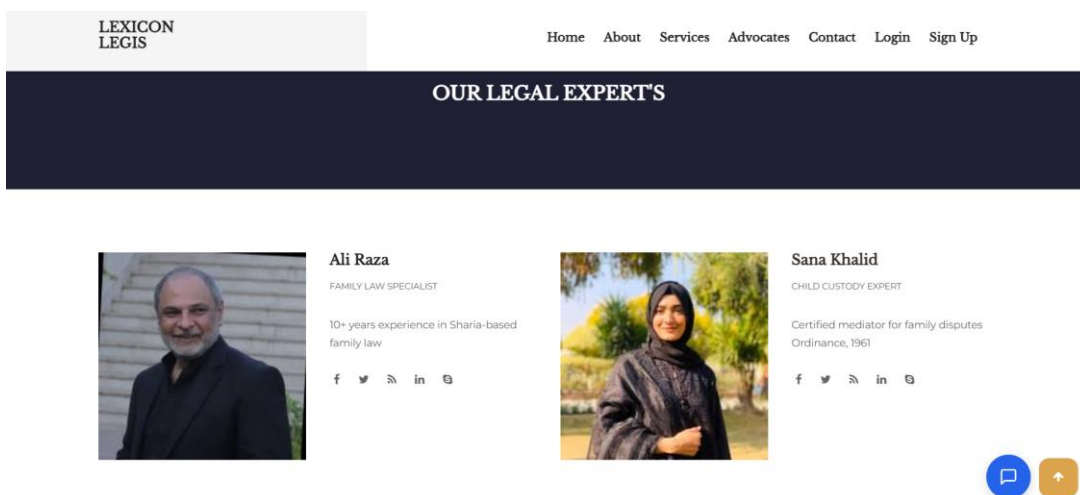 LEXICON
LEGIS
Home About Services Advocates Contact Login Sign Up
OUR LEGAL EXPERT'S
Ali Raza
FAMILY LAW SPECIALIST
10+ years experience in Sharia-based
family law
Sana Khalid
CHILD CUSTODY EXPERT
Certified mediator for family disputes
Ordinance, 1961